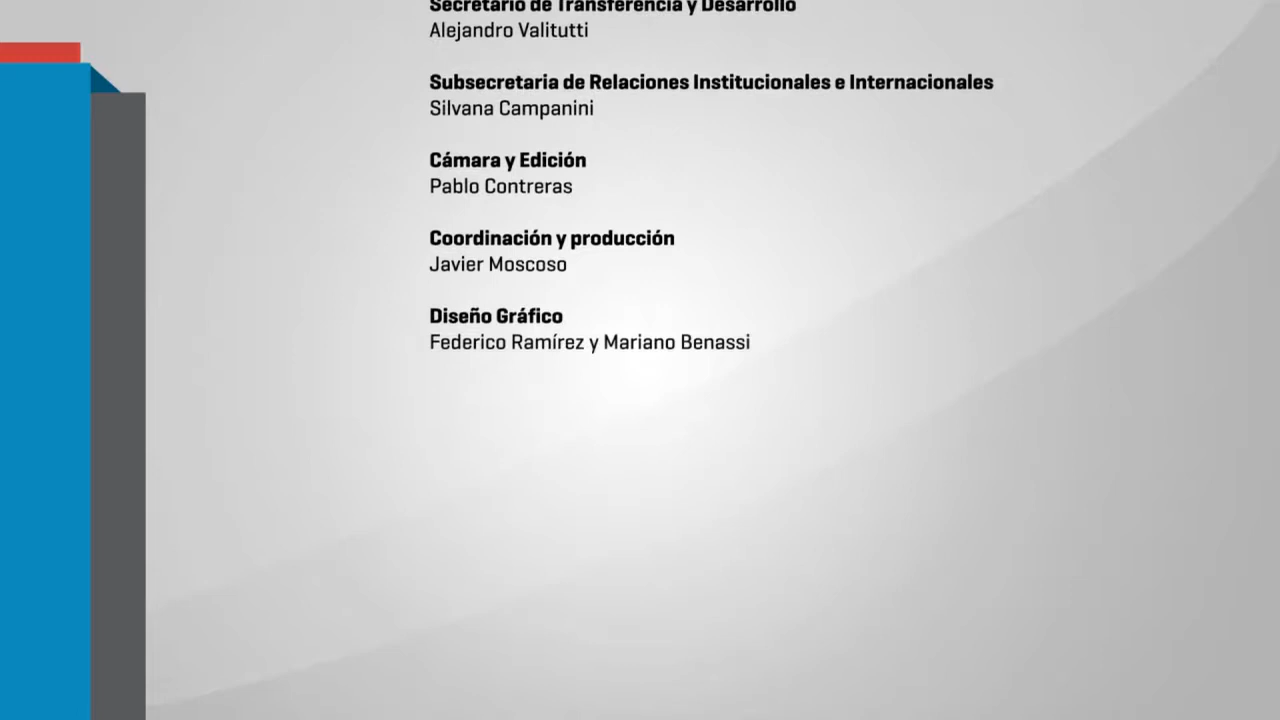 Secretario de Transferencia y Desarrollo
Alejandro Valitutti
Subsecretaria de Relaciones Institucionales e Internacionales
Silvana Campanini
Cámara y Edición
Pablo Contreras
Coordinación y producción
Javier Moscoso
Diseño Gráfico
Federico Ramírez y Mariano Benassi